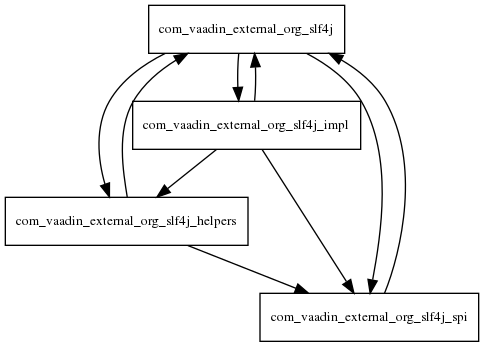 com_vaadin_external_org_slf4j
com_vaadin_external_org_slf4j_impl
com_vaadin_external_org_slf4j_helpers
com_vaadin_external_org_slf4j_spi